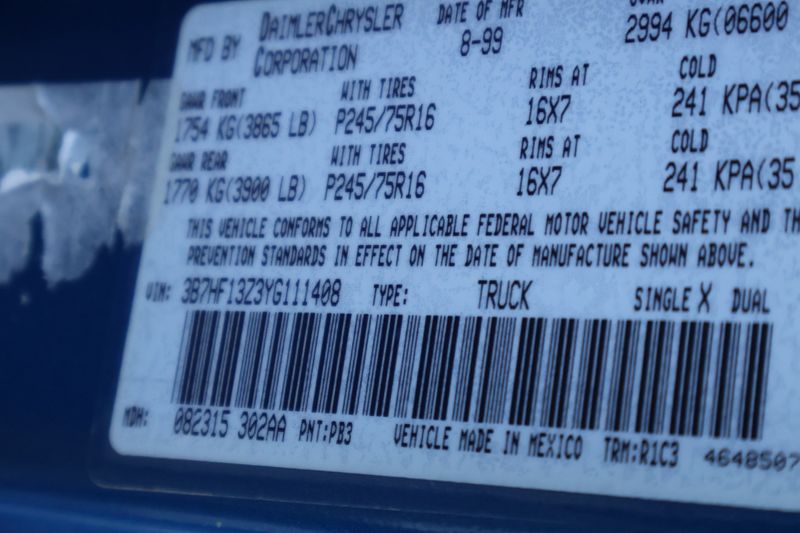 MFD BY DAIMLERCHRYSLER CORPORATION DATE OF MFR 8-99 2994 KG(06600
GAWR FRONT WITH TIRES RIMS AT COLD
1754 KG(3865 LB) P245/75R16 16X7 241 KPA(35
GAWR REAR WITH TIRES RIMS AT COLD
1770 KG(3900 LB) P245/75R16 16X7 241 KPA(35
THIS VEHICLE CONFORMS TO ALL APPLICABLE FEDERAL MOTOR VEHICLE SAFETY AND TH
PREVENTION STANDARDS IN EFFECT ON THE DATE OF MANUFACTURE SHOWN ABOVE.
VIN: 3B7HF13Z3YG111408 TYPE: TRUCK SINGLE X DUAL
MDH: 082315 302AA PNT:PB3 VEHICLE MADE IN MEXICO TRM:R1C3 4648507